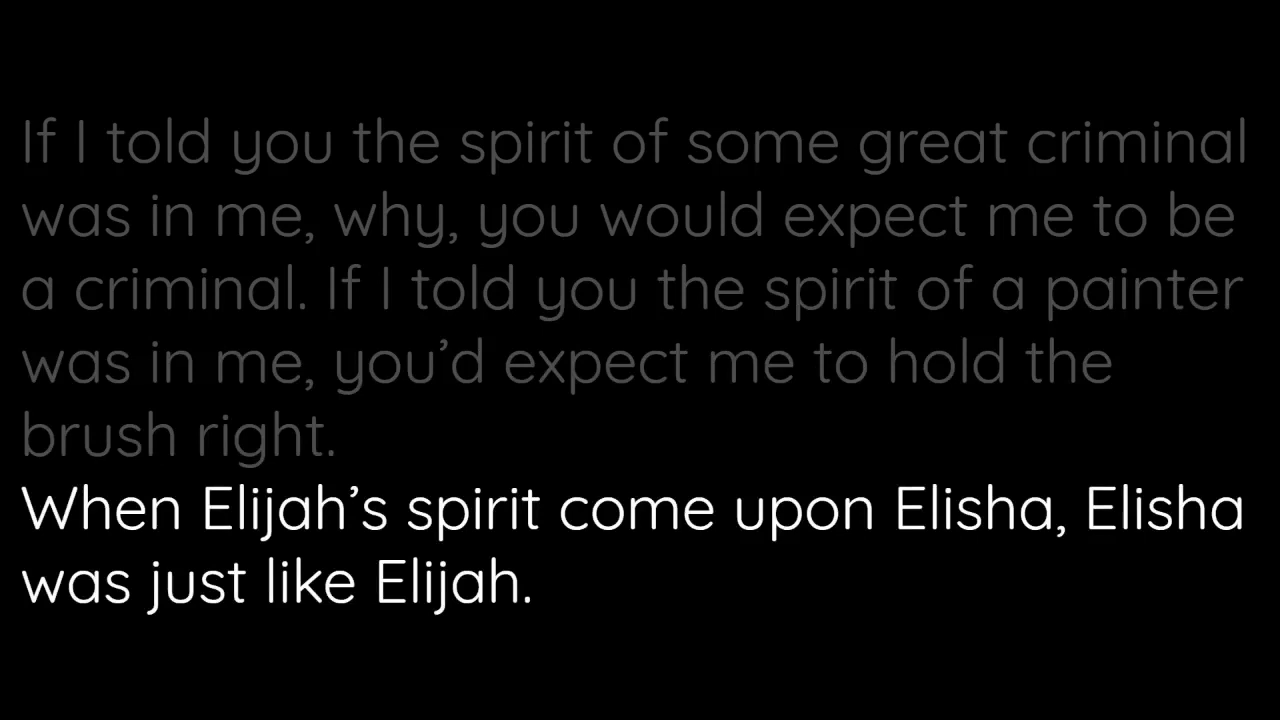 If I told you the spirit of some great criminal
was in me, why, you would expect me to be
a criminal. If I told you the spirit of a painter
was in me, you’d expect me to hold the
brush right.
When Elijah’s spirit come upon Elisha, Elisha
was just like Elijah.